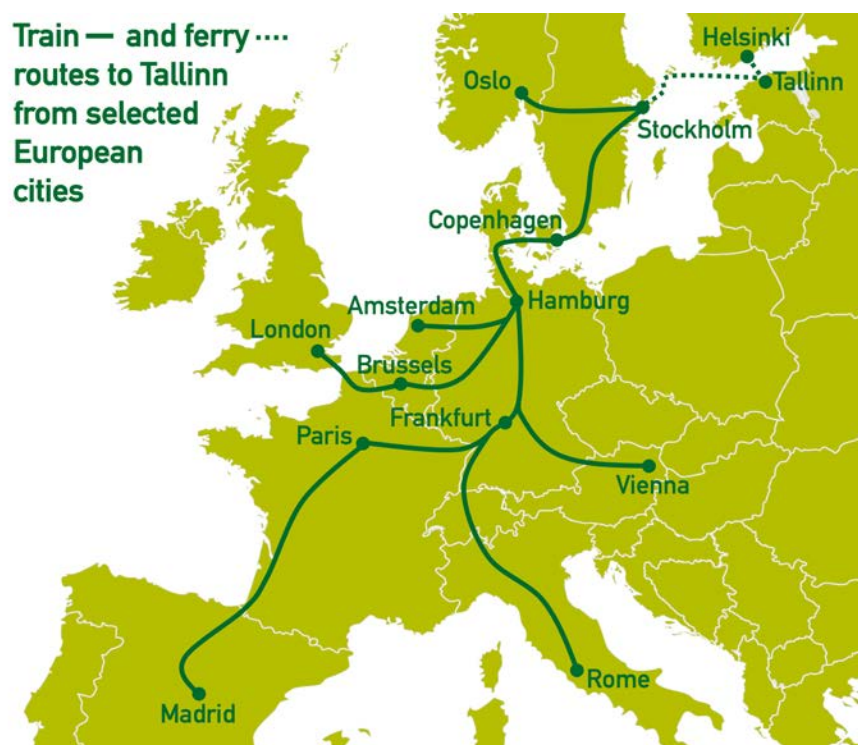 Train — and ferry ····
routes to Tallinn
from selected
European
cities
Helsinki
Oslo
Tallinn
Stockholm
Copenhagen
Hamburg
Amsterdam
London
Brussels
Frankfurt
Paris
Vienna
Rome
Madrid